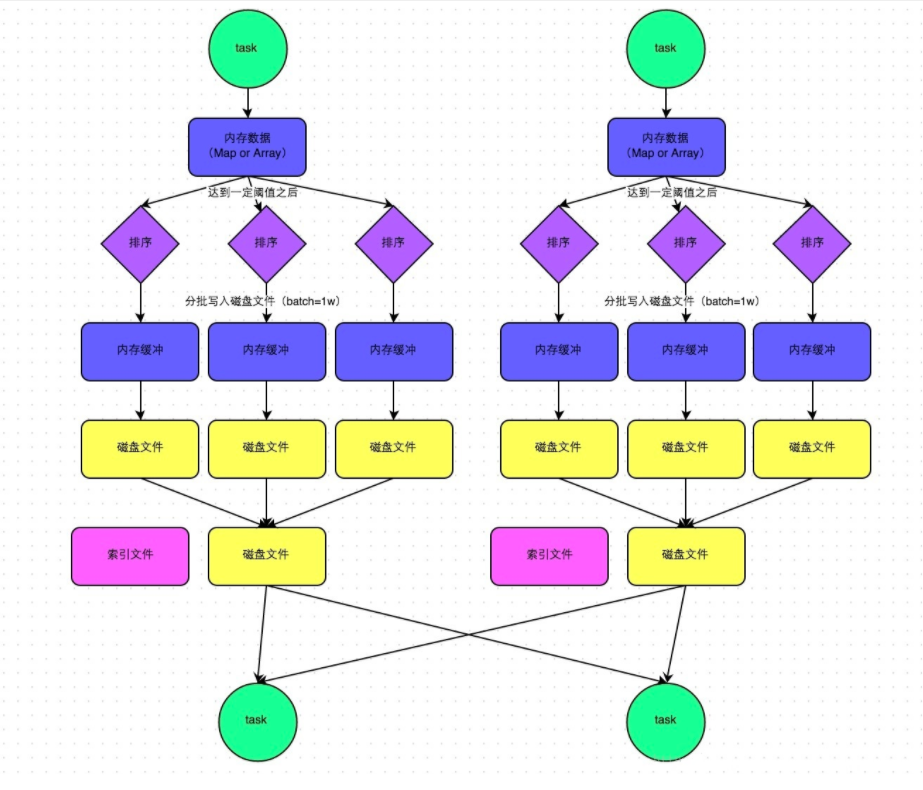 task
task
内存数据
（Map or Array）
内存数据
（Map or Array）
达到一定阈值之后
达到一定阈值之后
排序
排序
排序
排序
排序
排序
分批写入磁盘文件（batch=1w）
分批写入磁盘文件（batch=1w）
内存缓冲
内存缓冲
内存缓冲
内存缓冲
内存缓冲
内存缓冲
磁盘文件
磁盘文件
磁盘文件
磁盘文件
磁盘文件
磁盘文件
索引文件
磁盘文件
索引文件
磁盘文件
task
task